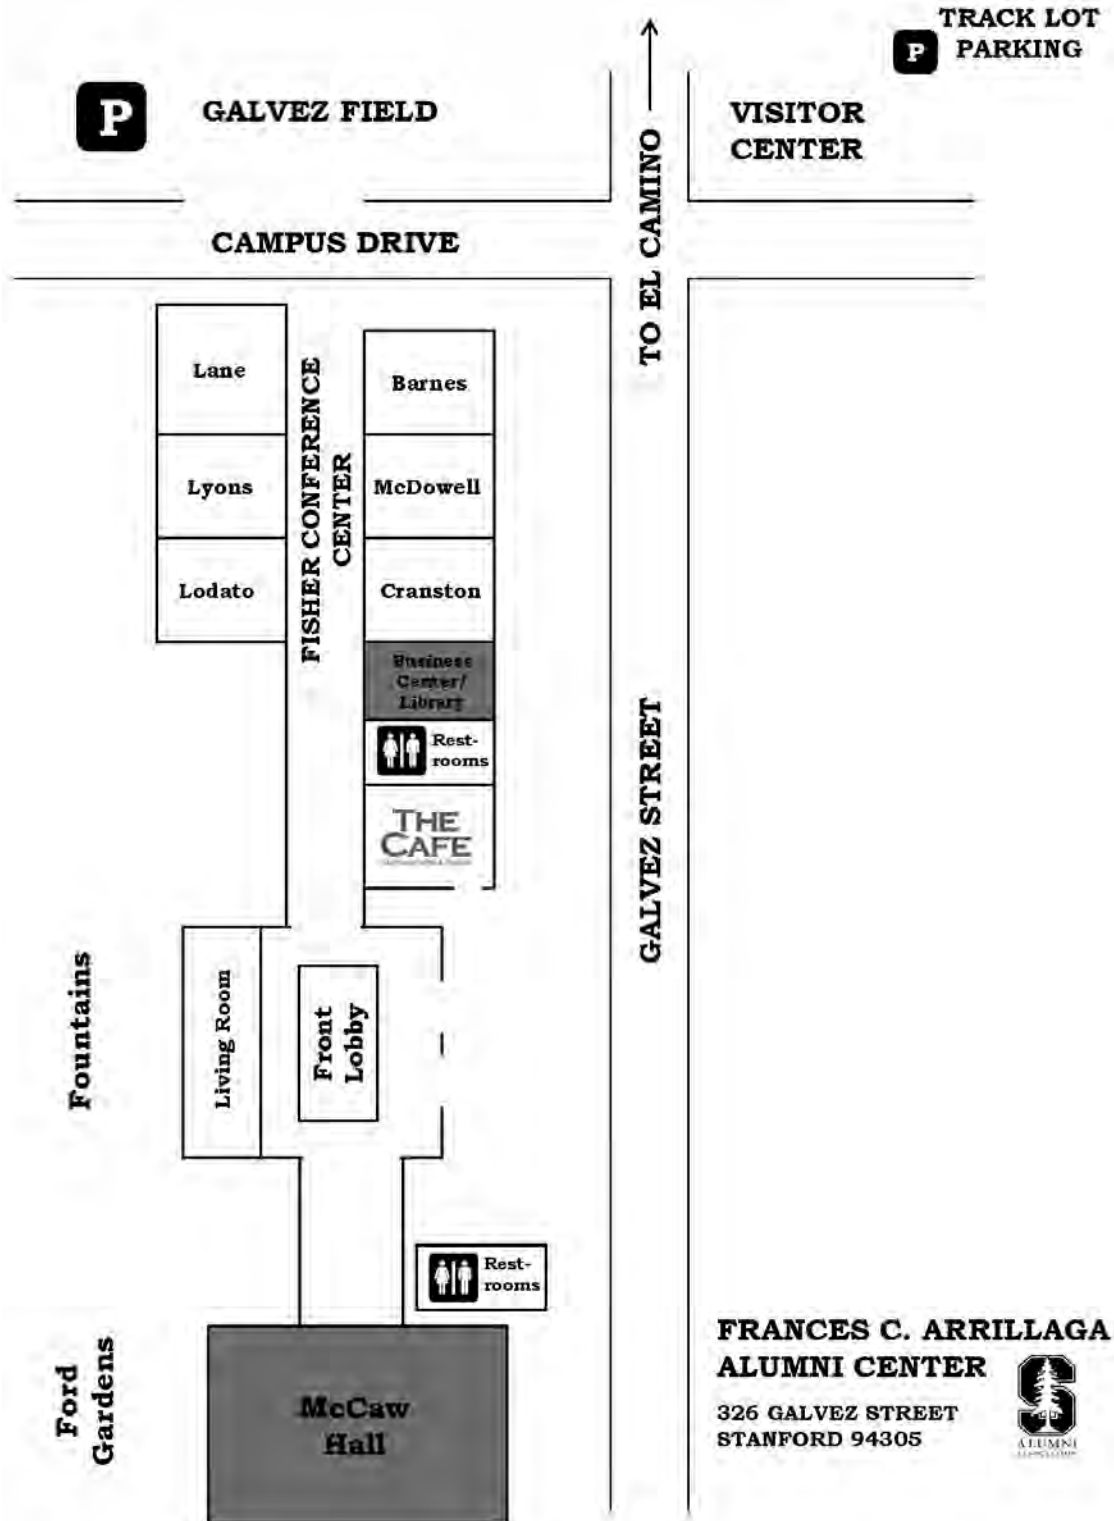 TRACK LOT
P
PARKING
P
GALVEZ FIELD
VISITOR
CENTER
TO EL CAMINO
CAMPUS DRIVE
Lane
Barnes
FISHER CONFERENCE
CENTER
Lyons
McDowell
Lodato
Cranston
Business
Center/
Library
Rest-
rooms
THE
CAFE
GALVEZ STREET
Fountains
Living Room
Front
Lobby
Rest-
rooms
Ford
Gardens
McCaw
Hall
FRANCES C. ARRILLAGA
ALUMNI CENTER
326 GALVEZ STREET
STANFORD 94305
S
ALUMNI
ASSOCIATION